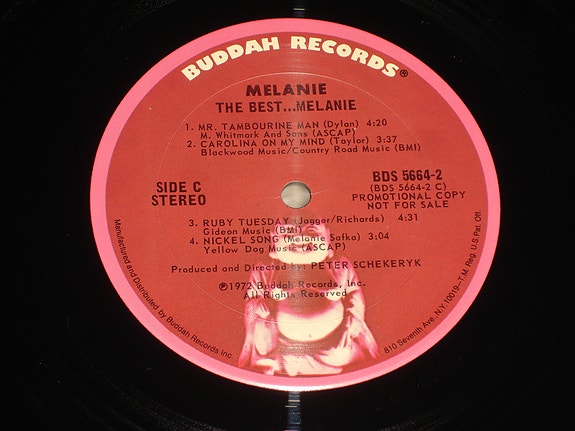 BUDDAH RECORDS®
MELANIE
THE BEST...MELANIE
1. MR. TAMBOURINE MAN (Dylan) 4:20
M. Whitmark And Sons (ASCAP)
2. CAROLINA ON MY MIND (Taylor) 3:37
Blackwood Music/Country Road Music (BMI)
SIDE C
STEREO
BDS 5664-2
(BDS 5664-2 C)
PROMOTIONAL COPY
NOT FOR SALE
3. RUBY TUESDAY (Jagger/Richards) 4:31
Gideon Music (BMI)
4. NICKEL SONG (Melanie Safka) 3:04
Yellow Dog Music (ASCAP)
Produced and Directed by: PETER SCHEKERYK
℗1972 Buddah Records, Inc.
All Rights Reserved
Manufactured and Distributed by Buddah Records Inc.
810 Seventh Ave. N.Y.10019-T.M. Reg. U.S. Pat. Off.